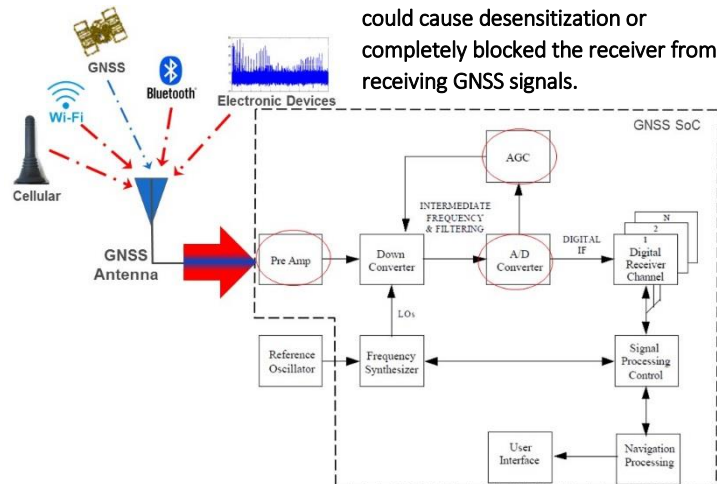 could cause desensitization or
completely blocked the receiver from
receiving GNSS signals.
GNSS
Bluetooth®
Electronic Devices
Wi-Fi
Cellular
GNSS
Antenna
GNSS SoC
AGC
INTERMEDIATE
FREQUENCY
& FILTERING
Pre Amp
Down
Converter
A/D
Converter
DIGITAL
IF
N
2
1
Digital
Receiver
Channel
LOs
Reference
Oscillator
Frequency
Synthesizer
Signal
Processing
Control
User
Interface
Navigation
Processing